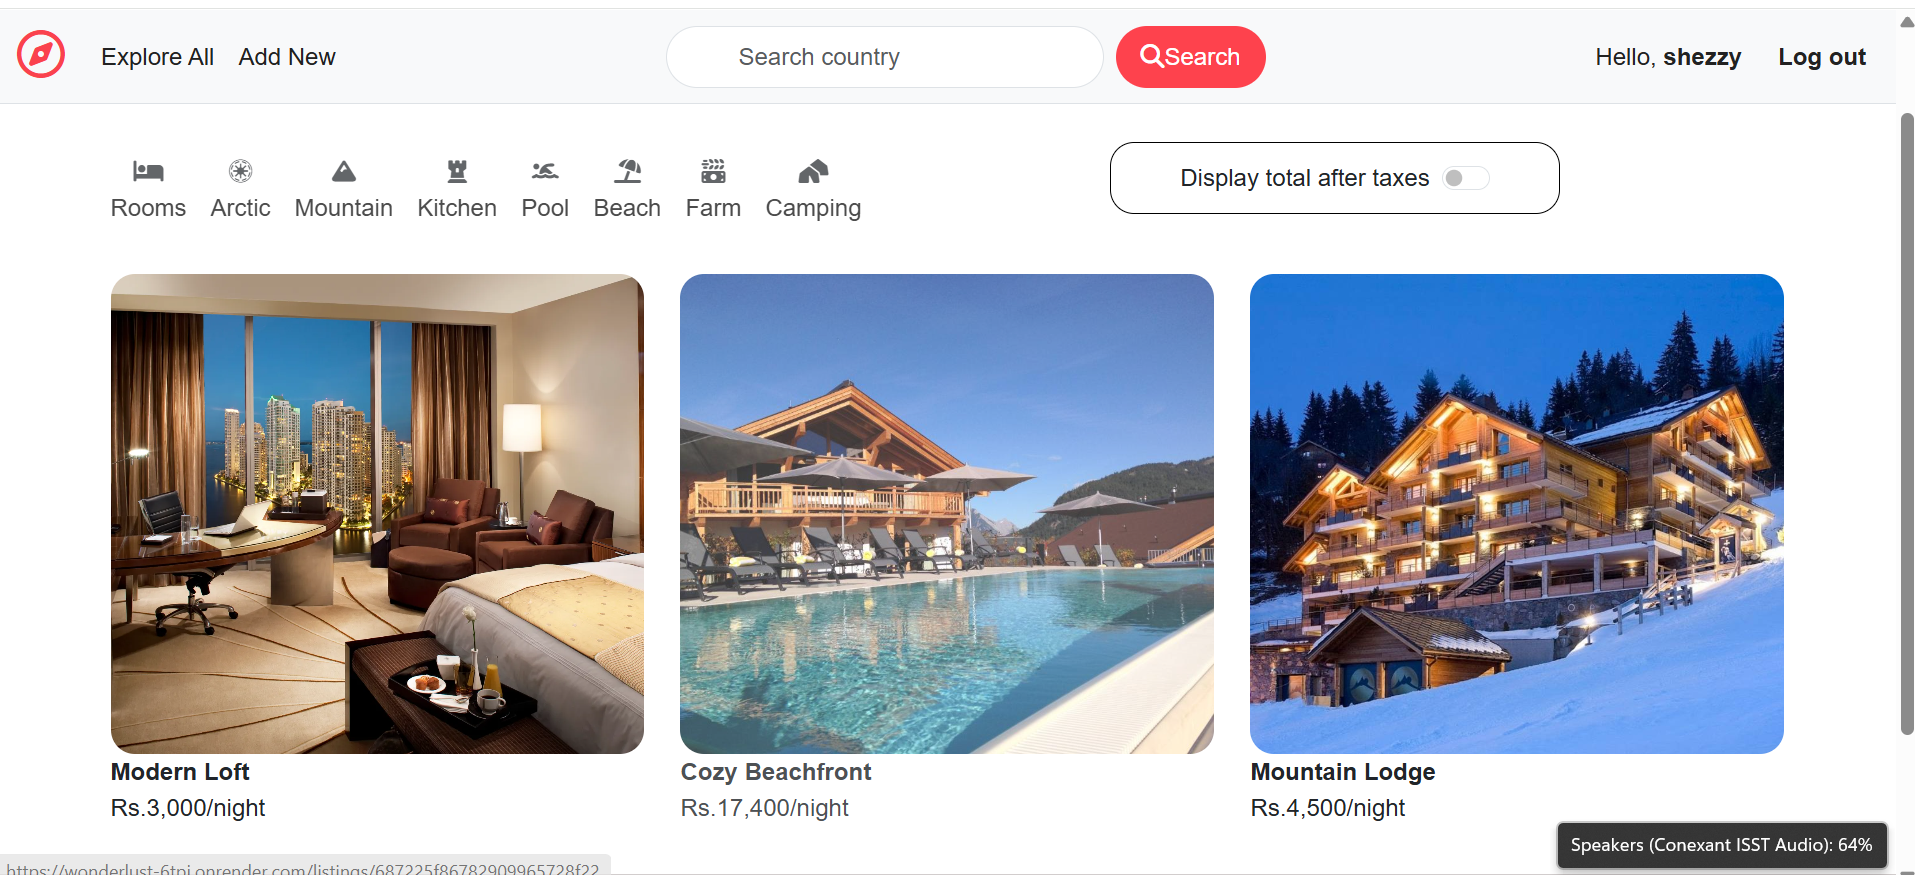 Explore All Add New Search country Search Hello, shezzy Log out
Rooms Arctic Mountain Kitchen Pool Beach Farm Camping
Display total after taxes
Modern Loft
Rs.3,000/night
Cozy Beachfront
Rs.17,400/night
Mountain Lodge
Rs.4,500/night
Speakers (Conexant ISST Audio): 64%
https://wonderlust-6tpi.onrender.com/listings/687225f86782909965728f22